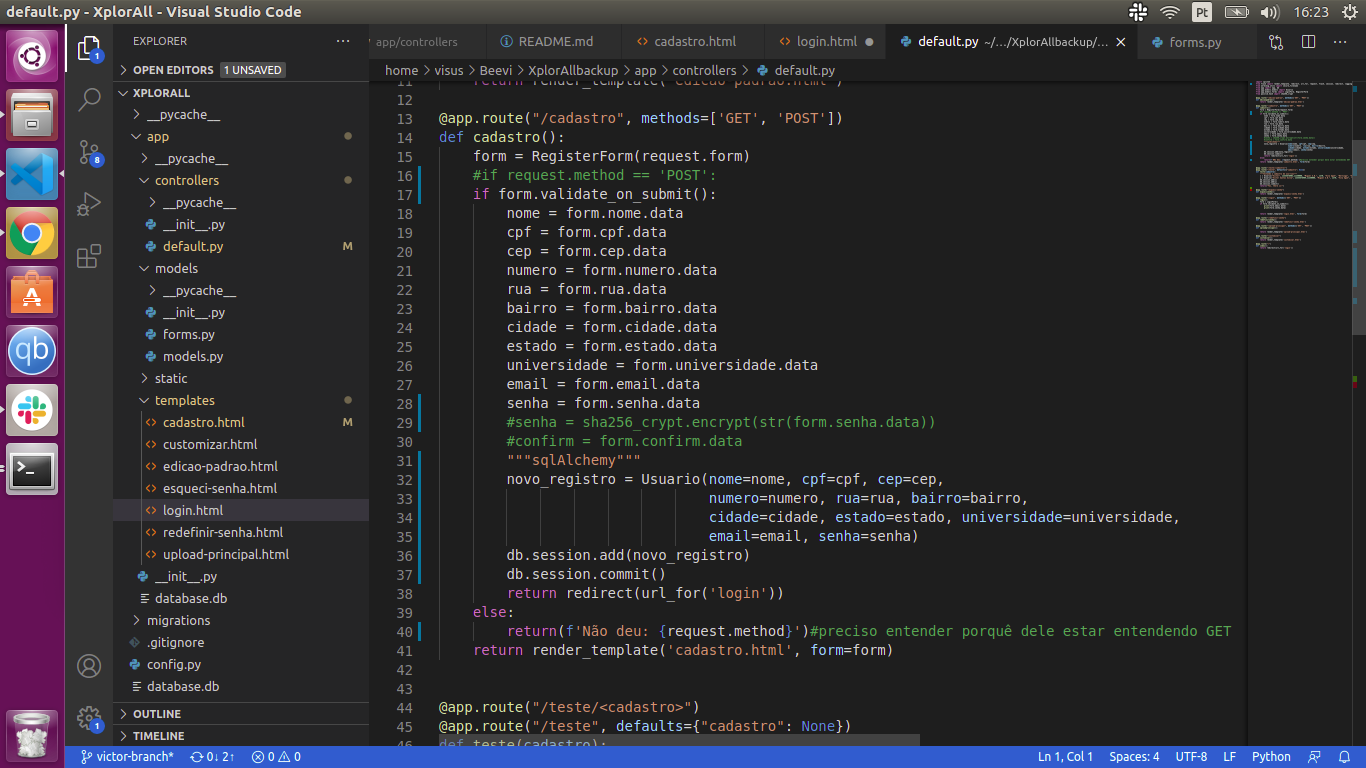 default.py - XplorAll - Visual Studio Code
Pt
16:23
EXPLORER
app/controllers
README.md
cadastro.html
login.html
default.py ~/.../XplorAllbackup/...
forms.py
OPEN EDITORS 1 UNSAVED
home > visus > Beevi > XplorAllbackup > app > controllers > default.py
XPLORALL
__pycache__
app
__pycache__
controllers
__pycache__
__init__.py
default.py M
models
__pycache__
__init__.py
forms.py
models.py
static
templates
cadastro.html M
customizar.html
edicao-padrao.html
esqueci-senha.html
login.html
redefinir-senha.html
upload-principal.html
__init__.py
database.db
migrations
.gitignore
config.py
database.db
OUTLINE
TIMELINE
1
8
1
qb
11 return render_template('edicao-padrao.html')
12
13 @app.route("/cadastro", methods=['GET', 'POST'])
14 def cadastro():
15 form = RegisterForm(request.form)
16 #if request.method == 'POST':
17 if form.validate_on_submit():
18 nome = form.nome.data
19 cpf = form.cpf.data
20 cep = form.cep.data
21 numero = form.numero.data
22 rua = form.rua.data
23 bairro = form.bairro.data
24 cidade = form.cidade.data
25 estado = form.estado.data
26 universidade = form.universidade.data
27 email = form.email.data
28 senha = form.senha.data
29 #senha = sha256_crypt.encrypt(str(form.senha.data))
30 #confirm = form.confirm.data
31 """sqlAlchemy"""
32 novo_registro = Usuario(nome=nome, cpf=cpf, cep=cep,
33 numero=numero, rua=rua, bairro=bairro,
34 cidade=cidade, estado=estado, universidade=universidade,
35 email=email, senha=senha)
36 db.session.add(novo_registro)
37 db.session.commit()
38 return redirect(url_for('login'))
39 else:
40 return(f'Não deu: {request.method}')#preciso entender porquê dele estar entendendo GET
41 return render_template('cadastro.html', form=form)
42
43
44 @app.route("/teste/<cadastro>")
45 @app.route("/teste", defaults={"cadastro": None})
46 def teste(cadastro):
victor-branch* 0↓ 2↑ 0 0 Ln 1, Col 1 Spaces: 4 UTF-8 LF Python